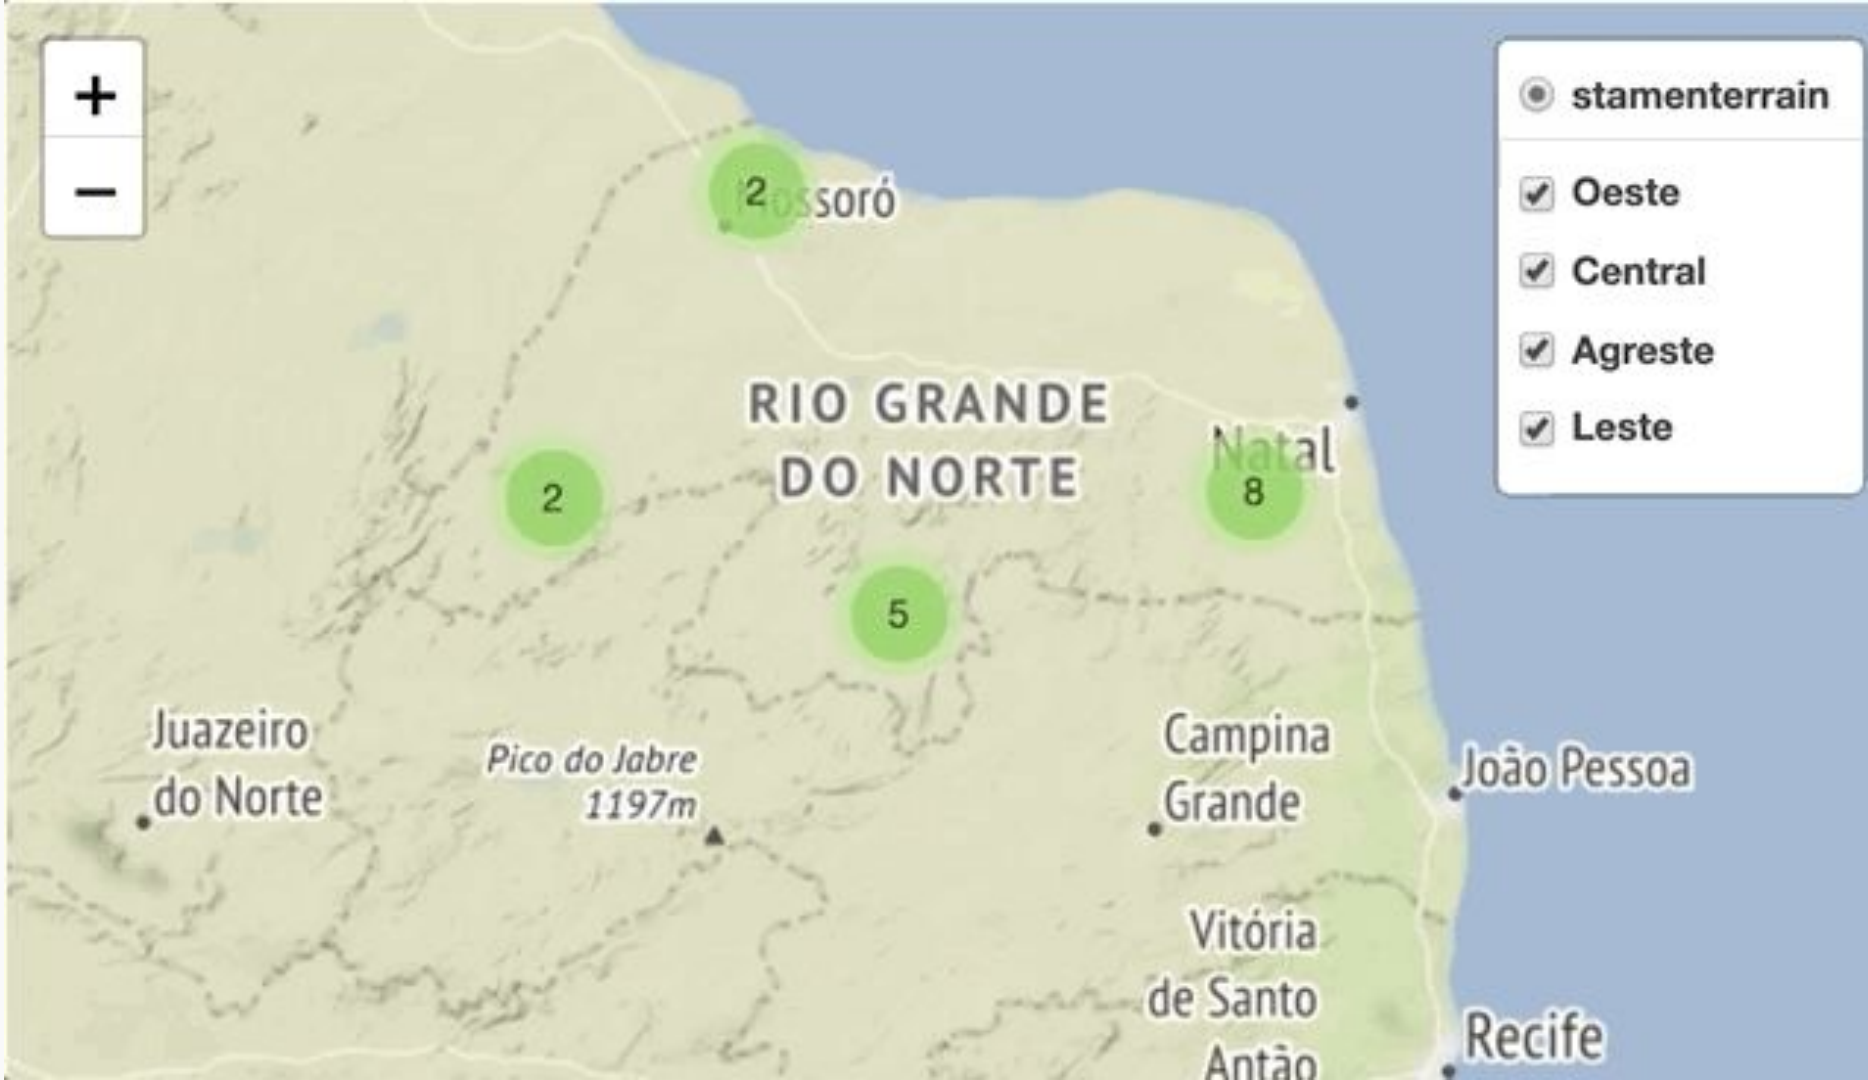 +
−
stamenterrain
Oeste
Central
Agreste
Leste
2
Mossoró
RIO GRANDE
DO NORTE
Natal
2
8
5
Juazeiro
do Norte
Pico do Jabre
1197m
Campina
Grande
João Pessoa
Vitória
de Santo
Antão
Recife